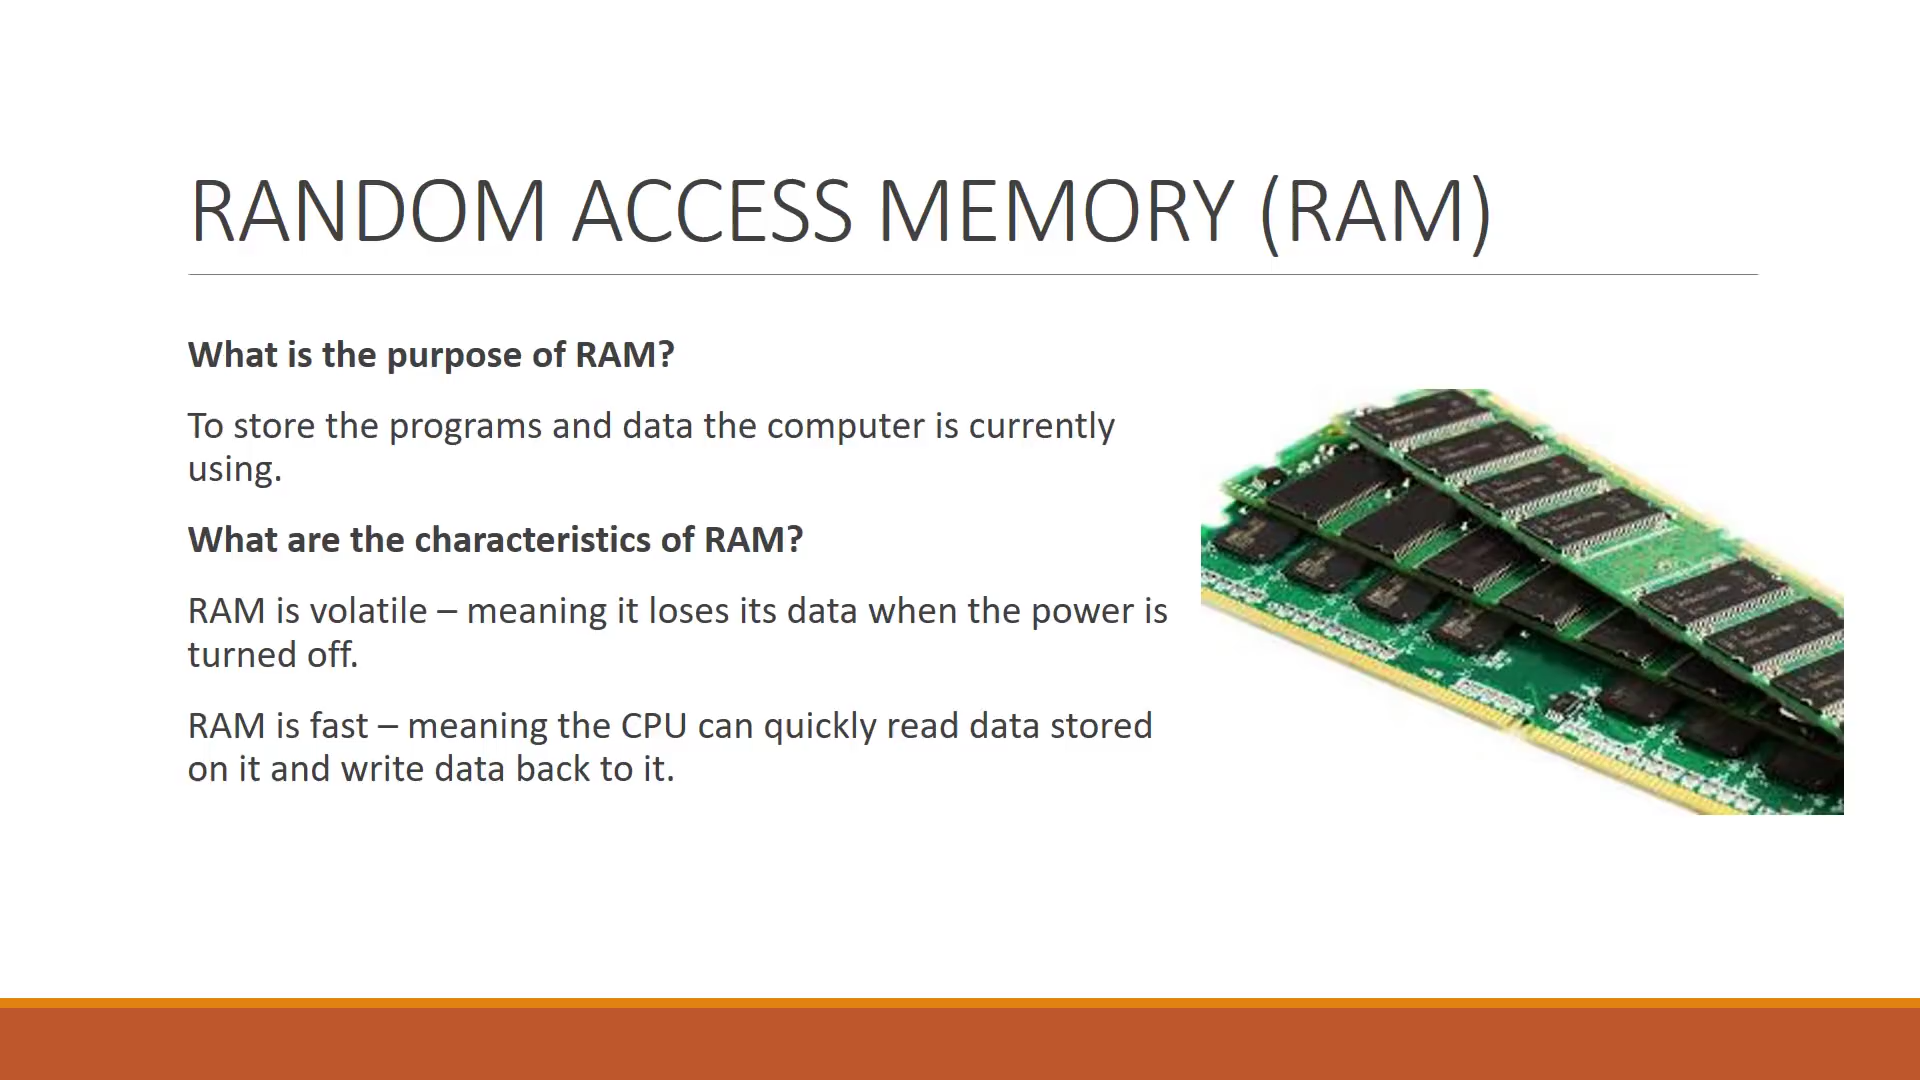 RANDOM ACCESS MEMORY (RAM)
What is the purpose of RAM?
To store the programs and data the computer is currently
using.
What are the characteristics of RAM?
RAM is volatile – meaning it loses its data when the power is
turned off.
RAM is fast – meaning the CPU can quickly read data stored
on it and write data back to it.